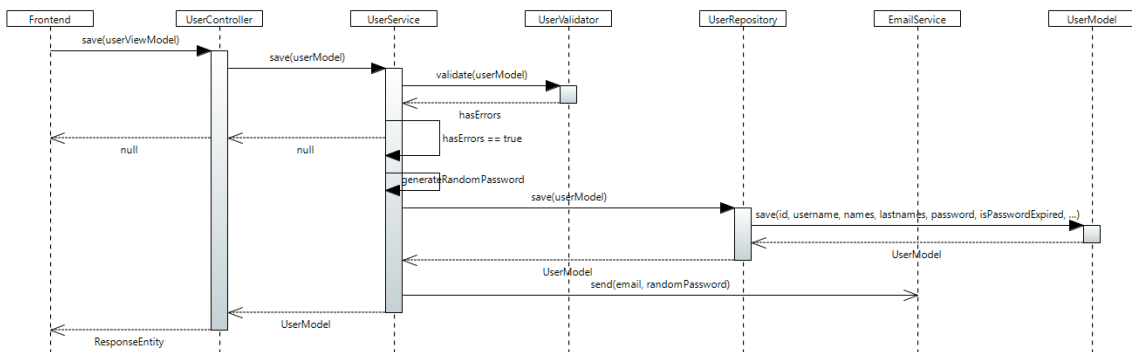 Frontend
UserController
UserService
UserValidator
UserRepository
EmailService
UserModel
save(userViewModel)
save(userModel)
validate(userModel)
hasErrors
hasErrors == true
null
null
generateRandomPassword
save(userModel)
save(id, username, names, lastnames, password, isPasswordExpired, ...)
UserModel
UserModel
send(email, randomPassword)
UserModel
ResponseEntity